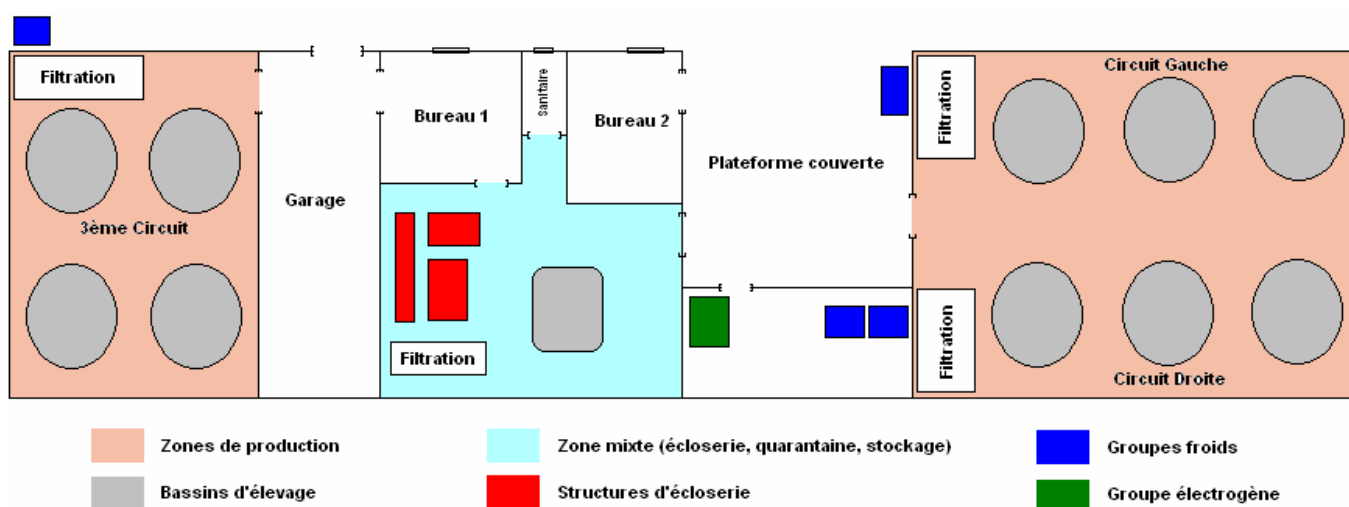 Filtration
Circuit Gauche
Sanitaire
Filtration
Bureau 1
Bureau 2
Plateforme couverte
Garage
3ème Circuit
Filtration
Filtration
Circuit Droite
Zones de production
Zone mixte (écloserie, quarantaine, stockage)
Groupes froids
Bassins d'élevage
Structures d'écloserie
Groupe électrogène